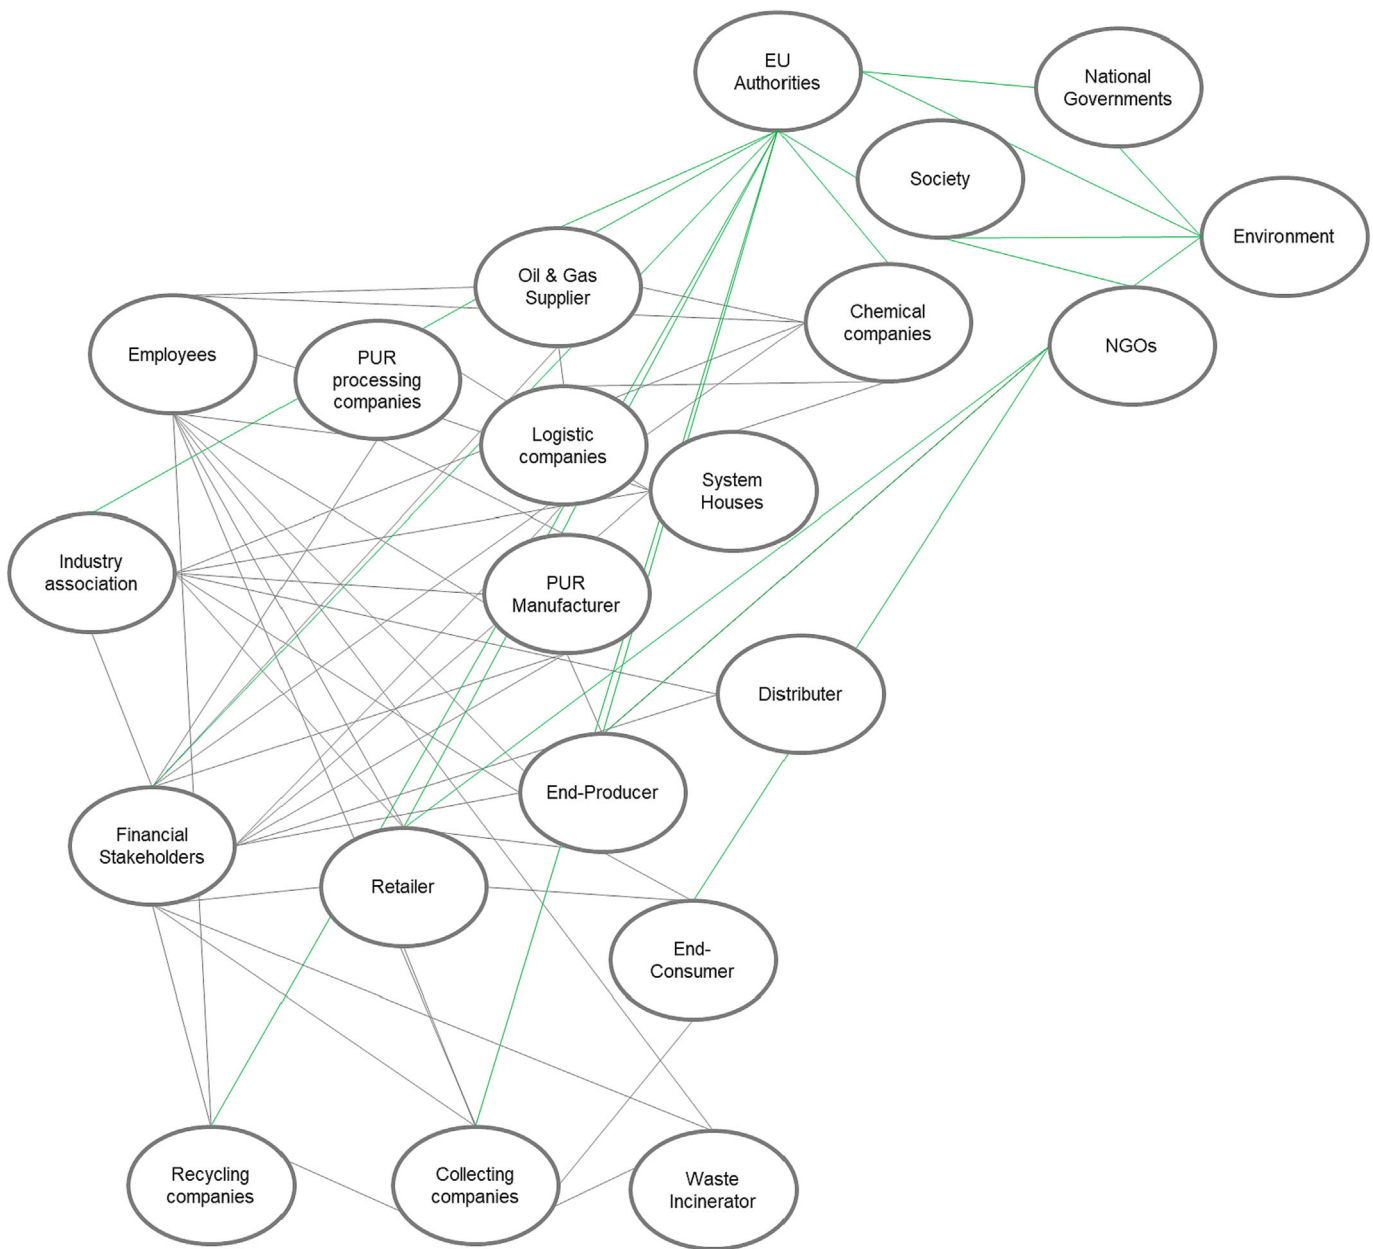 EU
Authorities
National
Governments
Society
Environment
Oil & Gas
Supplier
Chemical
companies
NGOs
Employees
PUR
processing
companies
Logistic
companies
System
Houses
Industry
association
PUR
Manufacturer
Distributer
End-Producer
Financial
Stakeholders
Retailer
End-
Consumer
Recycling
companies
Collecting
companies
Waste
Incinerator